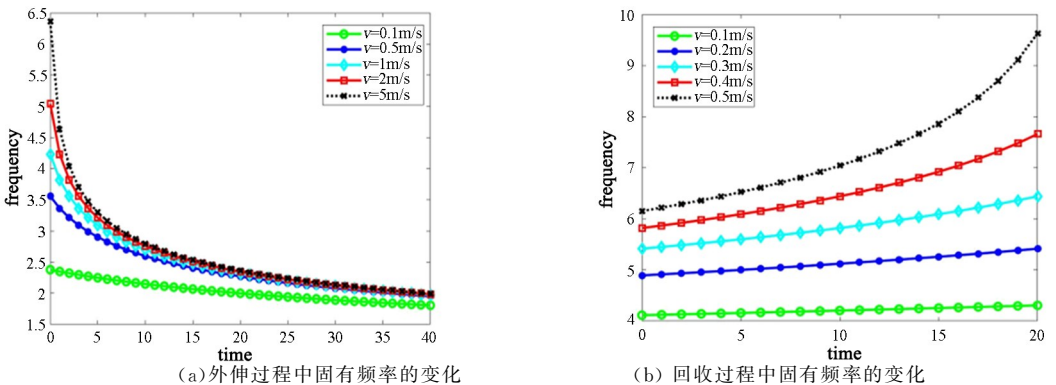 6.5
6
5.5
5
4.5
4
3.5
3
2.5
2
1.5
frequency
0 5 10 15 20 25 30 35 40
time
v=0.1m/s
v=0.5m/s
v=1m/s
v=2m/s
v=5m/s
(a)外伸过程中固有频率的变化
10
9
8
7
6
5
4
frequency
0 5 10 15 20
time
v=0.1m/s
v=0.2m/s
v=0.3m/s
v=0.4m/s
v=0.5m/s
(b) 回收过程中固有频率的变化